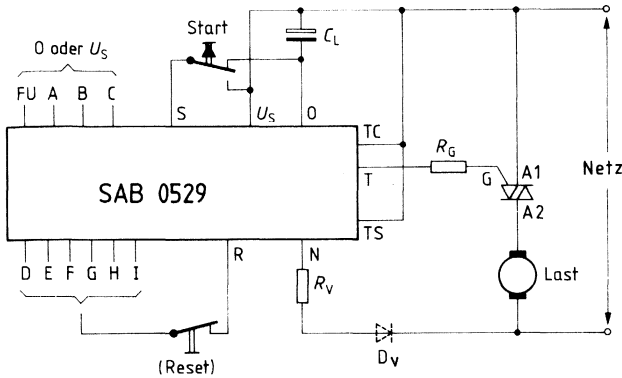 Start
C_L
0 oder U_S
FU A B C
S U_S 0
TC
R_G
T
G
A1
A2
Netz
SAB 0529
TS
D E F G H I
R
N
R_V
Last
(Reset)
D_V